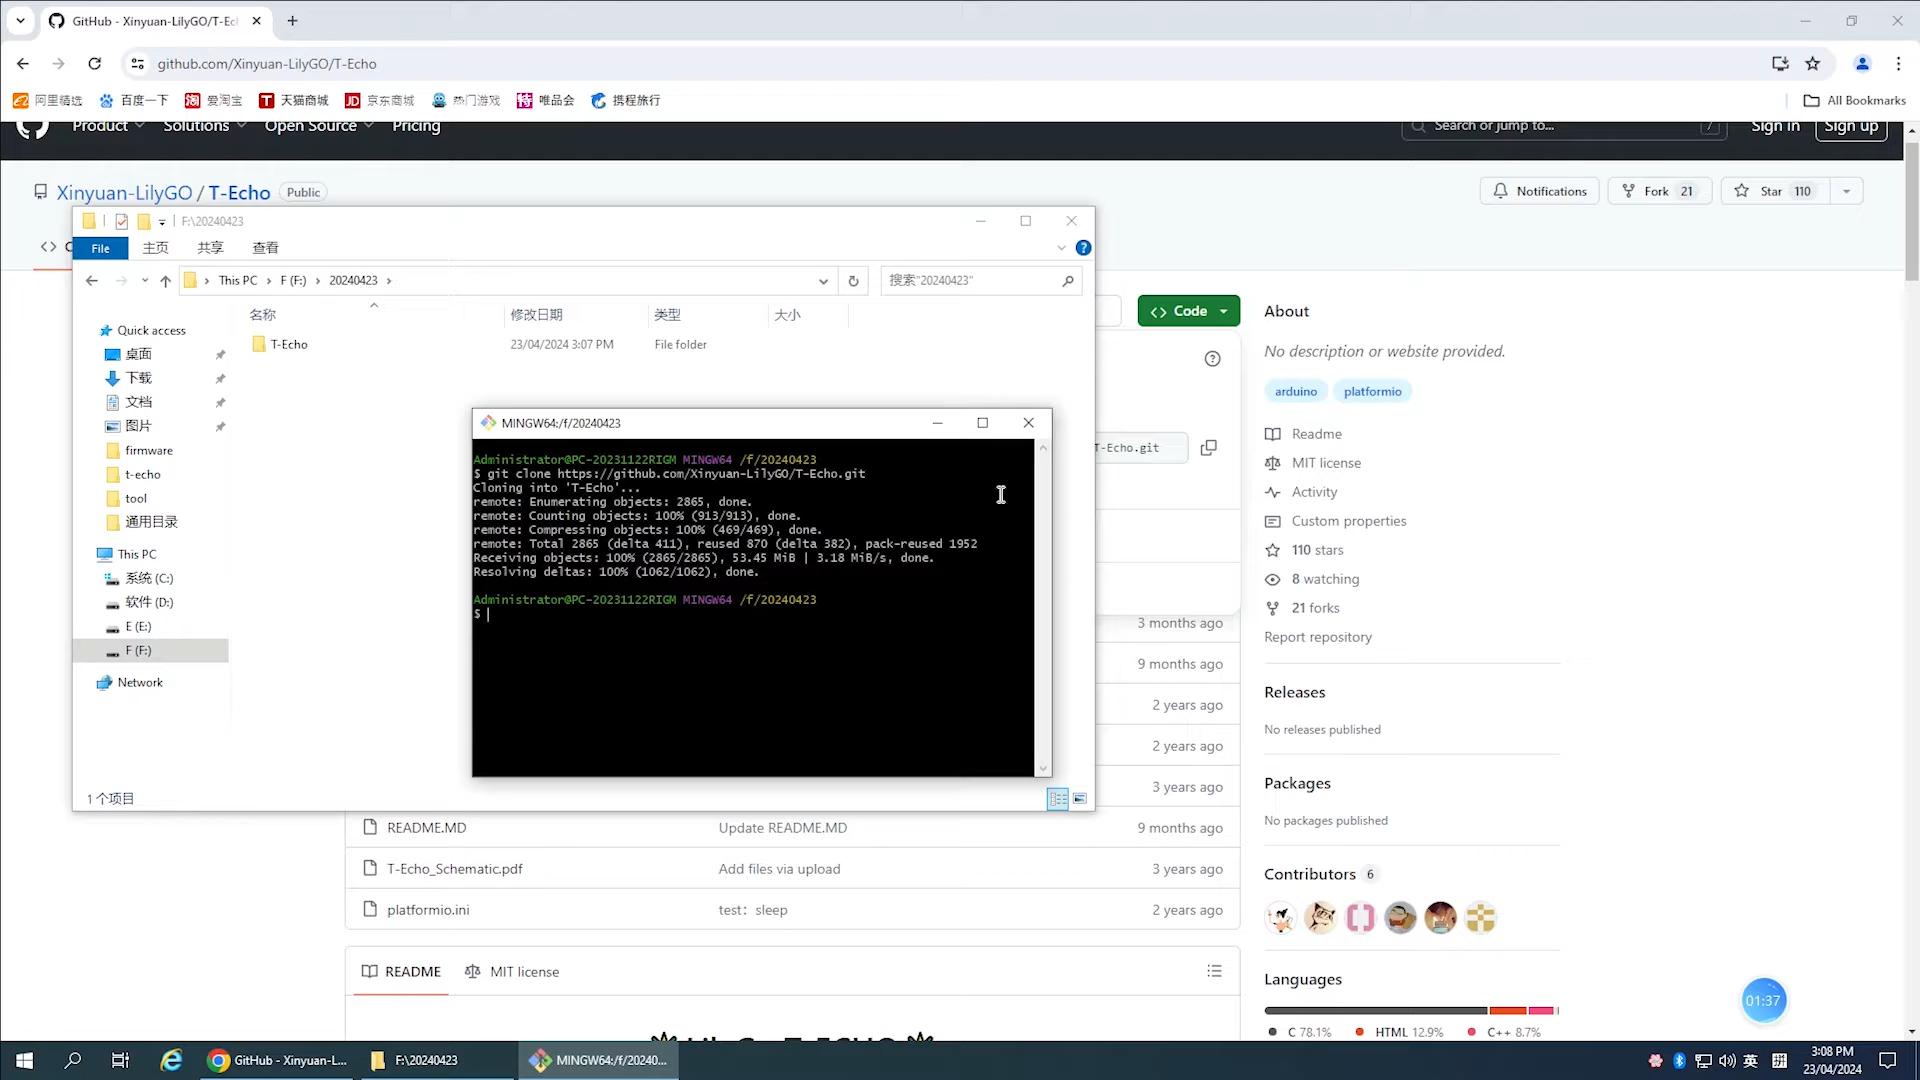 GitHub - Xinyuan-LilyGO/T-Ec
github.com/Xinyuan-LilyGO/T-Echo
阿里精选 百度一下 爱淘宝 天猫商城 京东商城 热门游戏 唯品会 携程旅行 All Bookmarks
Product Solutions Open Source Pricing Search or jump to... / Sign in Sign up
Xinyuan-LilyGO / T-Echo Public Notifications Fork 21 Star 110
F:\20240423
File 主页 共享 查看
This PC F (F:) 20240423 搜索"20240423"
名称 修改日期 类型 大小
T-Echo 23/04/2024 3:07 PM File folder
Quick access
桌面
下载
文档
图片
firmware
t-echo
tool
通用目录
This PC
系统 (C:)
软件 (D:)
E (E:)
F (F:)
Network
1 个项目
MINGW64:/f/20240423
Administrator@PC-20231122RIGM MINGW64 /f/20240423
$ git clone https://github.com/Xinyuan-LilyGO/T-Echo.git
Cloning into 'T-Echo'...
remote: Enumerating objects: 2865, done.
remote: Counting objects: 100% (913/913), done.
remote: Compressing objects: 100% (469/469), done.
remote: Total 2865 (delta 411), reused 870 (delta 382), pack-reused 1952
Receiving objects: 100% (2865/2865), 53.45 MiB | 3.18 MiB/s, done.
Resolving deltas: 100% (1062/1062), done.
Administrator@PC-20231122RIGM MINGW64 /f/20240423
$
Code
T-Echo.git
3 months ago
9 months ago
2 years ago
2 years ago
3 years ago
README.MD Update README.MD 9 months ago
T-Echo_Schematic.pdf Add files via upload 3 years ago
platformio.ini test: sleep 2 years ago
README MIT license
About
No description or website provided.
arduino platformio
Readme
MIT license
Activity
Custom properties
110 stars
8 watching
21 forks
Report repository
Releases
No releases published
Packages
No packages published
Contributors 6
Languages
C 78.1% HTML 12.9% C++ 8.7%
01:37
GitHub - Xinyuan-L... F:\20240423 MINGW64:/f/20240... 英 拼 3:08 PM
23/04/2024